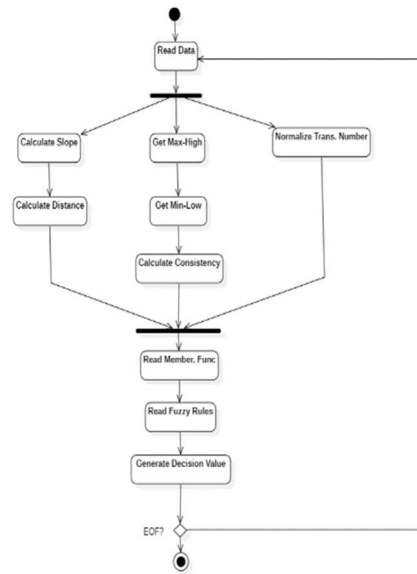 Read Data
Calculate Slope
Get Max-High
Normalize Trans. Number
Calculate Distance
Get Min-Low
Calculate Consistency
Read Member. Func
Read Fuzzy Rules
Generate Decision Value
EOF?